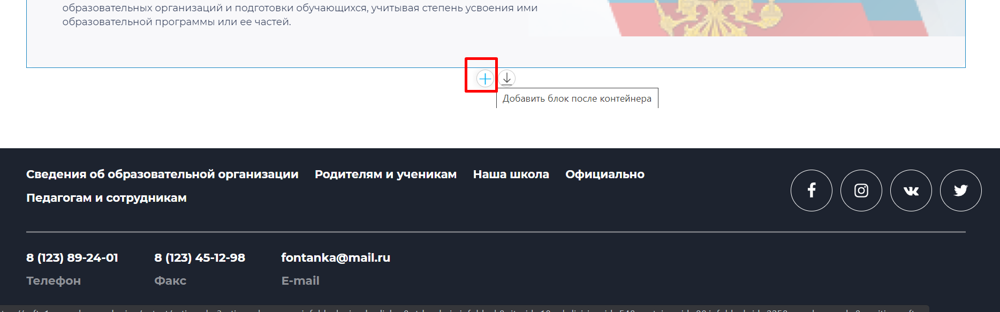 образовательных организаций и подготовки обучающихся, учитывая степень усвоения ими
образовательной программы или ее частей.
Добавить блок после контейнера
Сведения об образовательной организации Родителям и ученикам Наша школа Официально
Педагогам и сотрудникам
8 (123) 89-24-01 8 (123) 45-12-98 fontanka@mail.ru
Телефон Факс E-mail